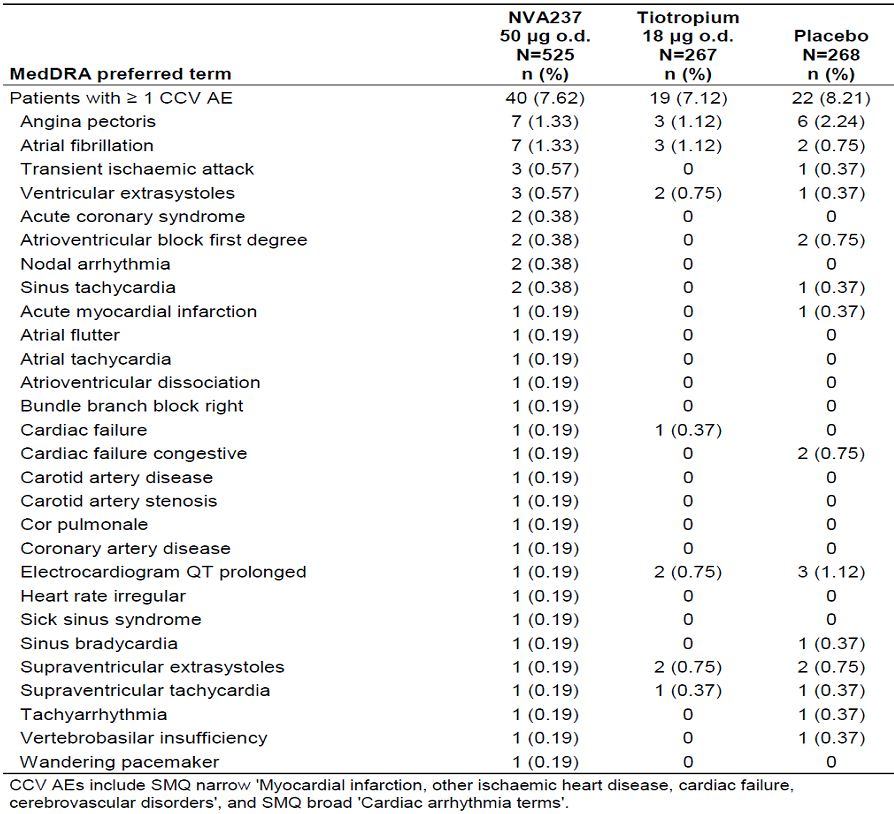 NVA237 Tiotropium
50 µg o.d. 18 µg o.d. Placebo
N=525 N=267 N=268
MedDRA preferred term n (%) n (%) n (%)
Patients with ≥ 1 CCV AE 40 (7.62) 19 (7.12) 22 (8.21)
Angina pectoris 7 (1.33) 3 (1.12) 6 (2.24)
Atrial fibrillation 7 (1.33) 3 (1.12) 2 (0.75)
Transient ischaemic attack 3 (0.57) 0 1 (0.37)
Ventricular extrasystoles 3 (0.57) 2 (0.75) 1 (0.37)
Acute coronary syndrome 2 (0.38) 0 0
Atrioventricular block first degree 2 (0.38) 0 2 (0.75)
Nodal arrhythmia 2 (0.38) 0 0
Sinus tachycardia 2 (0.38) 0 1 (0.37)
Acute myocardial infarction 1 (0.19) 0 1 (0.37)
Atrial flutter 1 (0.19) 0 0
Atrial tachycardia 1 (0.19) 0 0
Atrioventricular dissociation 1 (0.19) 0 0
Bundle branch block right 1 (0.19) 0 0
Cardiac failure 1 (0.19) 1 (0.37) 0
Cardiac failure congestive 1 (0.19) 0 2 (0.75)
Carotid artery disease 1 (0.19) 0 0
Carotid artery stenosis 1 (0.19) 0 0
Cor pulmonale 1 (0.19) 0 0
Coronary artery disease 1 (0.19) 0 0
Electrocardiogram QT prolonged 1 (0.19) 2 (0.75) 3 (1.12)
Heart rate irregular 1 (0.19) 0 0
Sick sinus syndrome 1 (0.19) 0 0
Sinus bradycardia 1 (0.19) 0 1 (0.37)
Supraventricular extrasystoles 1 (0.19) 2 (0.75) 2 (0.75)
Supraventricular tachycardia 1 (0.19) 1 (0.37) 1 (0.37)
Tachyarrhythmia 1 (0.19) 0 1 (0.37)
Vertebrobasilar insufficiency 1 (0.19) 0 1 (0.37)
Wandering pacemaker 1 (0.19) 0 0
CCV AEs include SMQ narrow 'Myocardial infarction, other ischaemic heart disease, cardiac failure,
cerebrovascular disorders', and SMQ broad 'Cardiac arrhythmia terms'.